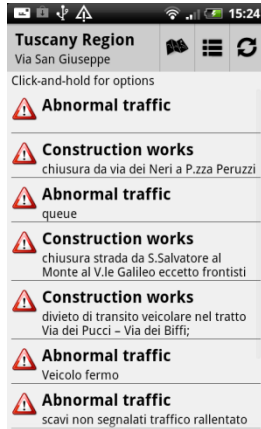 15:24
Tuscany Region
Via San Giuseppe
Click-and-hold for options
Abnormal traffic
Construction works
chiusura da via dei Neri a P.zza Peruzzi
Abnormal traffic
queue
Construction works
chiusura strada da S.Salvatore al
Monte al V.le Galileo eccetto frontisti
Construction works
divieto di transito veicolare nel tratto
Via dei Pucci – Via dei Biffi;
Abnormal traffic
Veicolo fermo
Abnormal traffic
scavi non segnalati traffico rallentato